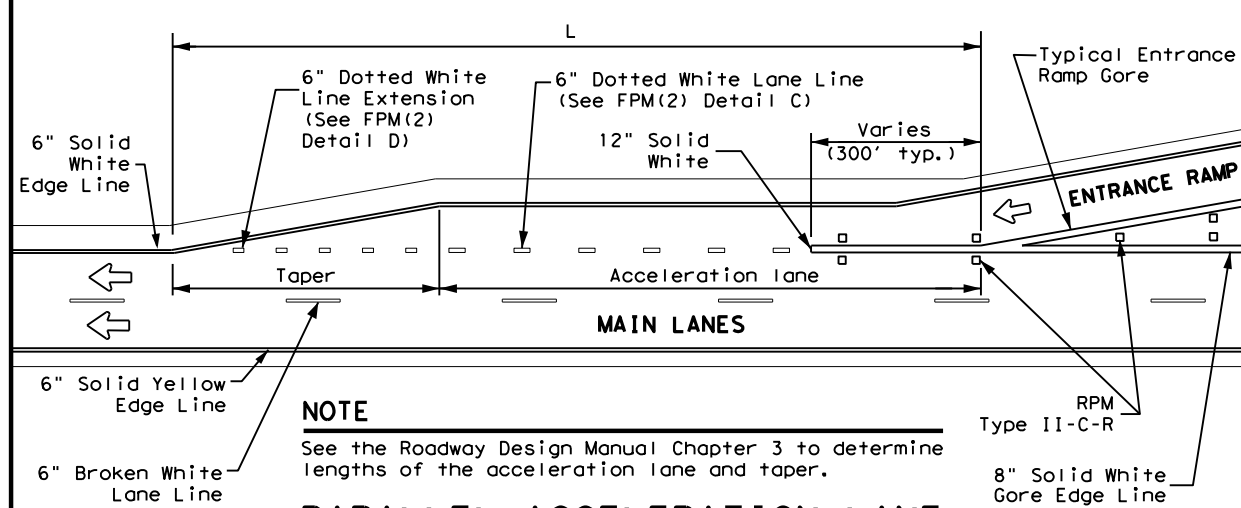 L
6" Dotted White
Line Extension
(See FPM(2)
Detail D)
6" Dotted White Lane Line
(See FPM(2) Detail C)
Typical Entrance
Ramp Gore
6" Solid
White
Edge Line
12" Solid
White
Varies
(300' typ.)
ENTRANCE RAMP
Taper
Acceleration lane
MAIN LANES
6" Solid Yellow
Edge Line
RPM
Type II-C-R
NOTE
See the Roadway Design Manual Chapter 3 to determine
lengths of the acceleration lane and taper.
6" Broken White
Lane Line
8" Solid White
Gore Edge Line